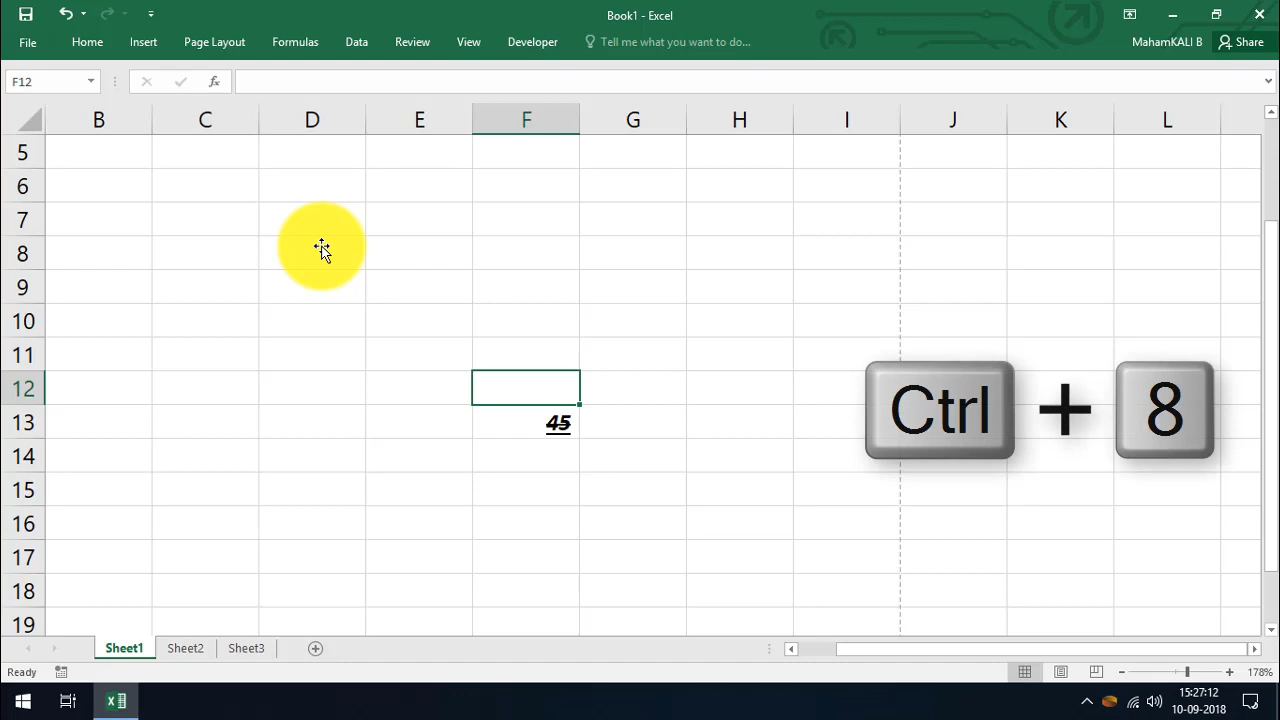 Book1 - Excel
File Home Insert Page Layout Formulas Data Review View Developer Tell me what you want to do... MahamKALI B Share
F12 fx
B C D E F G H I J K L
5
6
7
8
9
10
11
12
13 45
14
15
16
17
18
19
Ctrl + 8
Sheet1 Sheet2 Sheet3
Ready 178%
15:27:12
10-09-2018